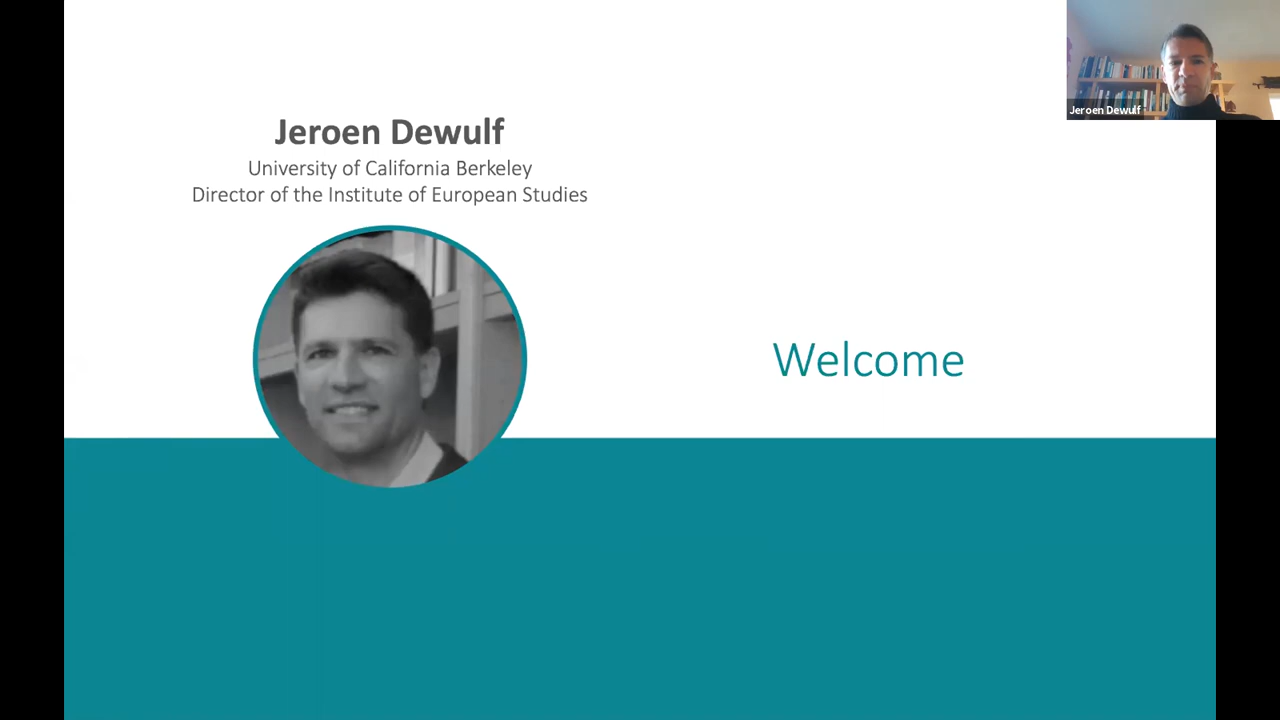 Jeroen Dewulf
University of California Berkeley
Director of the Institute of European Studies
Welcome
Jeroen Dewulf